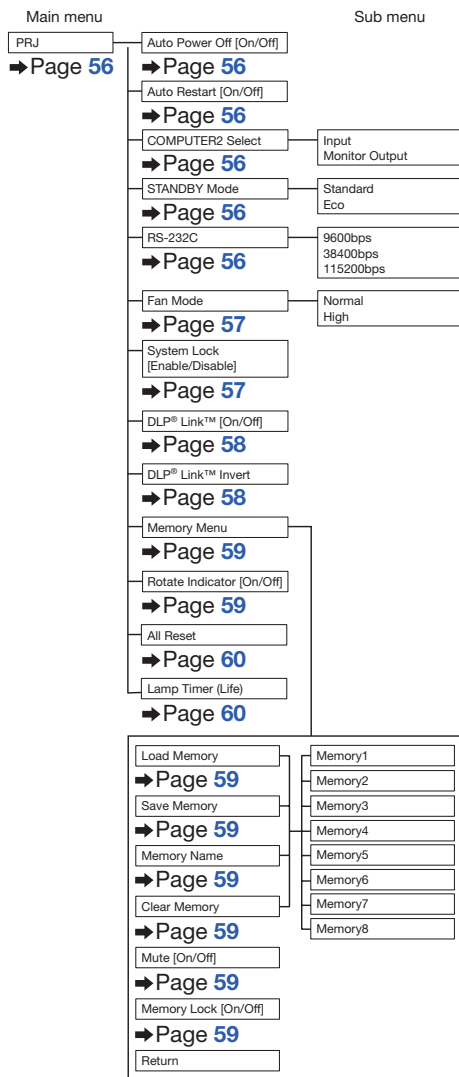 Main menu
Sub menu
PRJ
➡Page 56
Auto Power Off [On/Off]
➡Page 56
Auto Restart [On/Off]
➡Page 56
COMPUTER2 Select
➡Page 56
Input
Monitor Output
STANDBY Mode
➡Page 56
Standard
Eco
RS-232C
➡Page 56
9600bps
38400bps
115200bps
Fan Mode
➡Page 57
Normal
High
System Lock
[Enable/Disable]
➡Page 57
DLP® Link™ [On/Off]
➡Page 58
DLP® Link™ Invert
➡Page 58
Memory Menu
➡Page 59
Rotate Indicator [On/Off]
➡Page 59
All Reset
➡Page 60
Lamp Timer (Life)
➡Page 60
Load Memory
➡Page 59
Save Memory
➡Page 59
Memory Name
➡Page 59
Clear Memory
➡Page 59
Mute [On/Off]
➡Page 59
Memory Lock [On/Off]
➡Page 59
Return
Memory1
Memory2
Memory3
Memory4
Memory5
Memory6
Memory7
Memory8